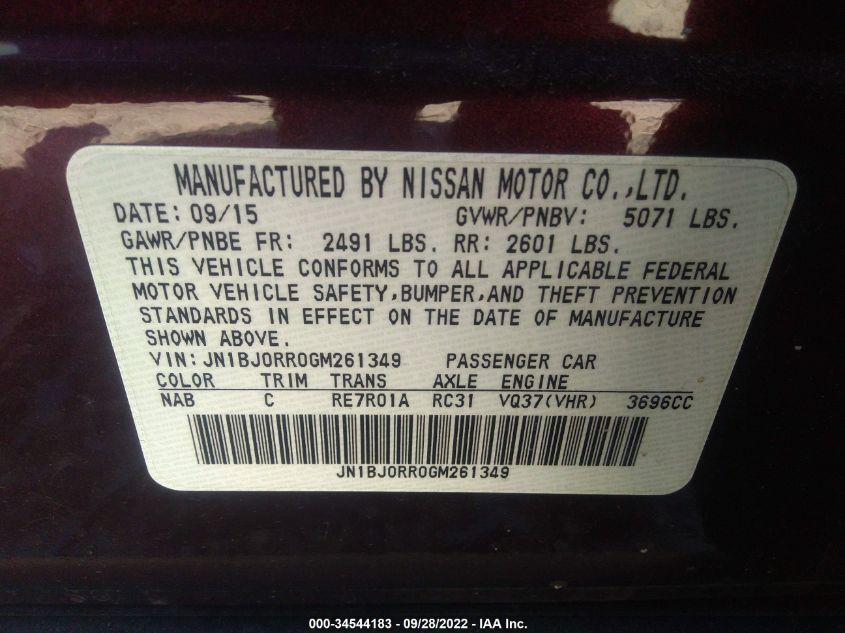 MANUFACTURED BY NISSAN MOTOR CO.,LTD.
DATE: 09/15 GVWR/PNBV: 5071 LBS.
GAWR/PNBE FR: 2491 LBS. RR: 2601 LBS.
THIS VEHICLE CONFORMS TO ALL APPLICABLE FEDERAL
MOTOR VEHICLE SAFETY,BUMPER,AND THEFT PREVENTION
STANDARDS IN EFFECT ON THE DATE OF MANUFACTURE
SHOWN ABOVE.
VIN: JN1BJ0RR0GM261349 PASSENGER CAR
COLOR TRIM TRANS AXLE ENGINE
NAB C RE7R01A RC31 VQ37(VHR) 3696CC
JN1BJ0RR0GM261349
000-34544183 - 09/28/2022 - IAA Inc.